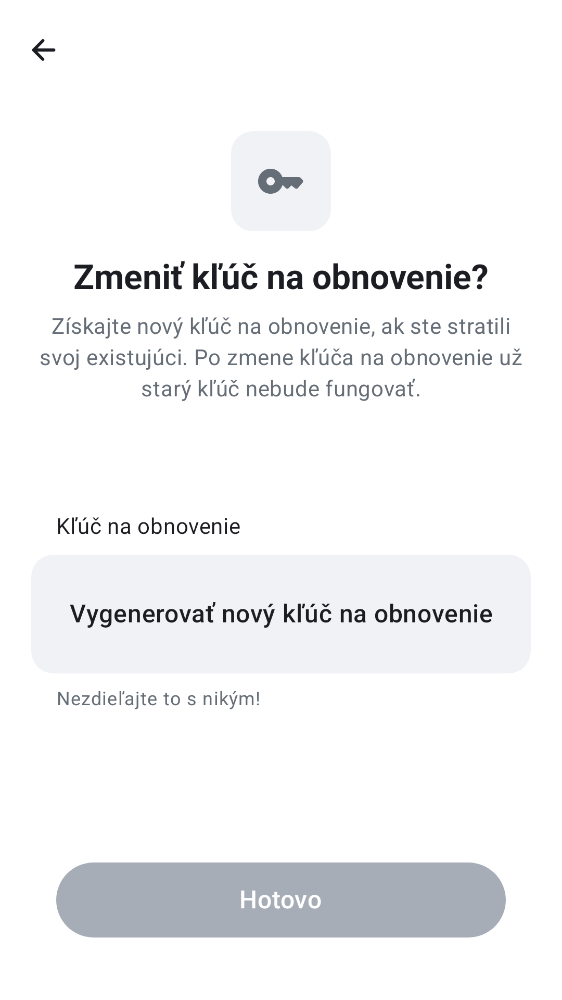 Zmeniť kľúč na obnovenie?
Získajte nový kľúč na obnovenie, ak ste stratili
svoj existujúci. Po zmene kľúča na obnovenie už
starý kľúč nebude fungovať.
Kľúč na obnovenie
Vygenerovať nový kľúč na obnovenie
Nezdieľajte to s nikým!
Hotovo